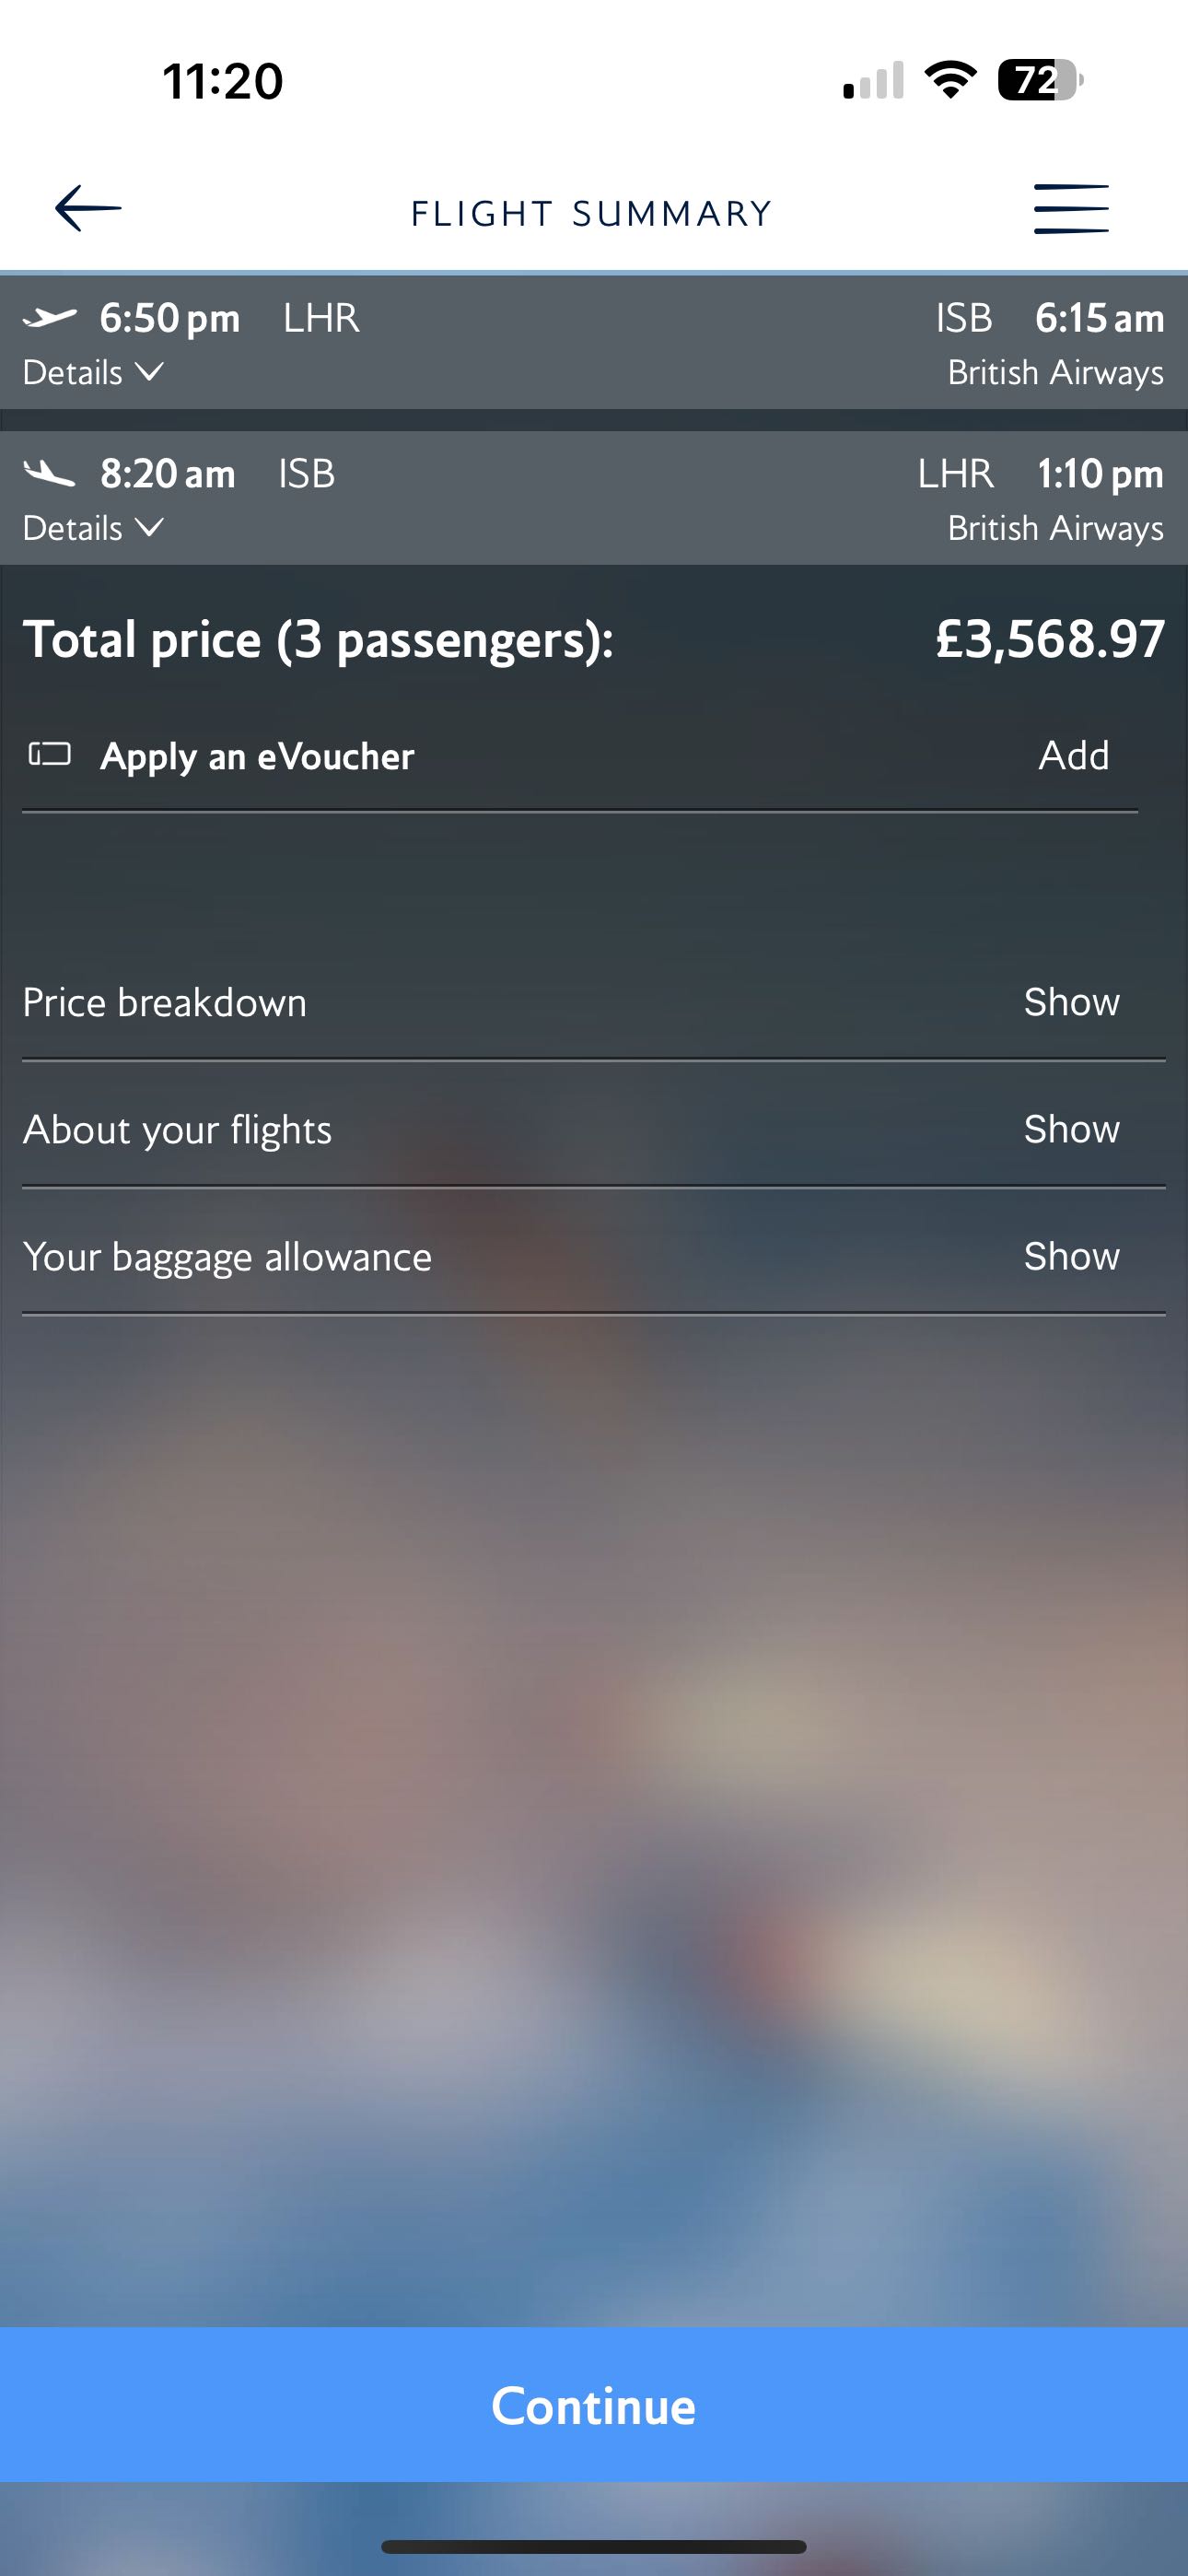 11:20 72
FLIGHT SUMMARY
6:50 pm LHR ISB 6:15 am
Details British Airways
8:20 am ISB LHR 1:10 pm
Details British Airways
Total price (3 passengers): £3,568.97
Apply an eVoucher Add
Price breakdown Show
About your flights Show
Your baggage allowance Show
Continue